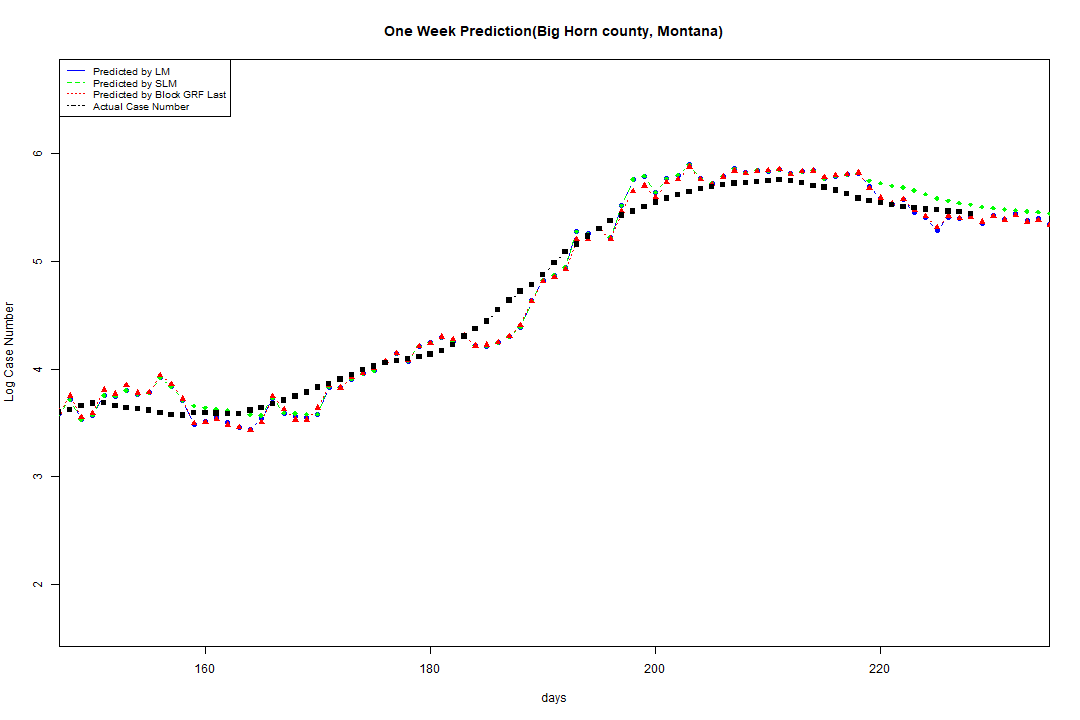 One Week Prediction(Big Horn county, Montana)
Predicted by LM
Predicted by SLM
Predicted by Block GRF Last
Actual Case Number
6
5
4
3
2
Log Case Number
160
180
200
220
days